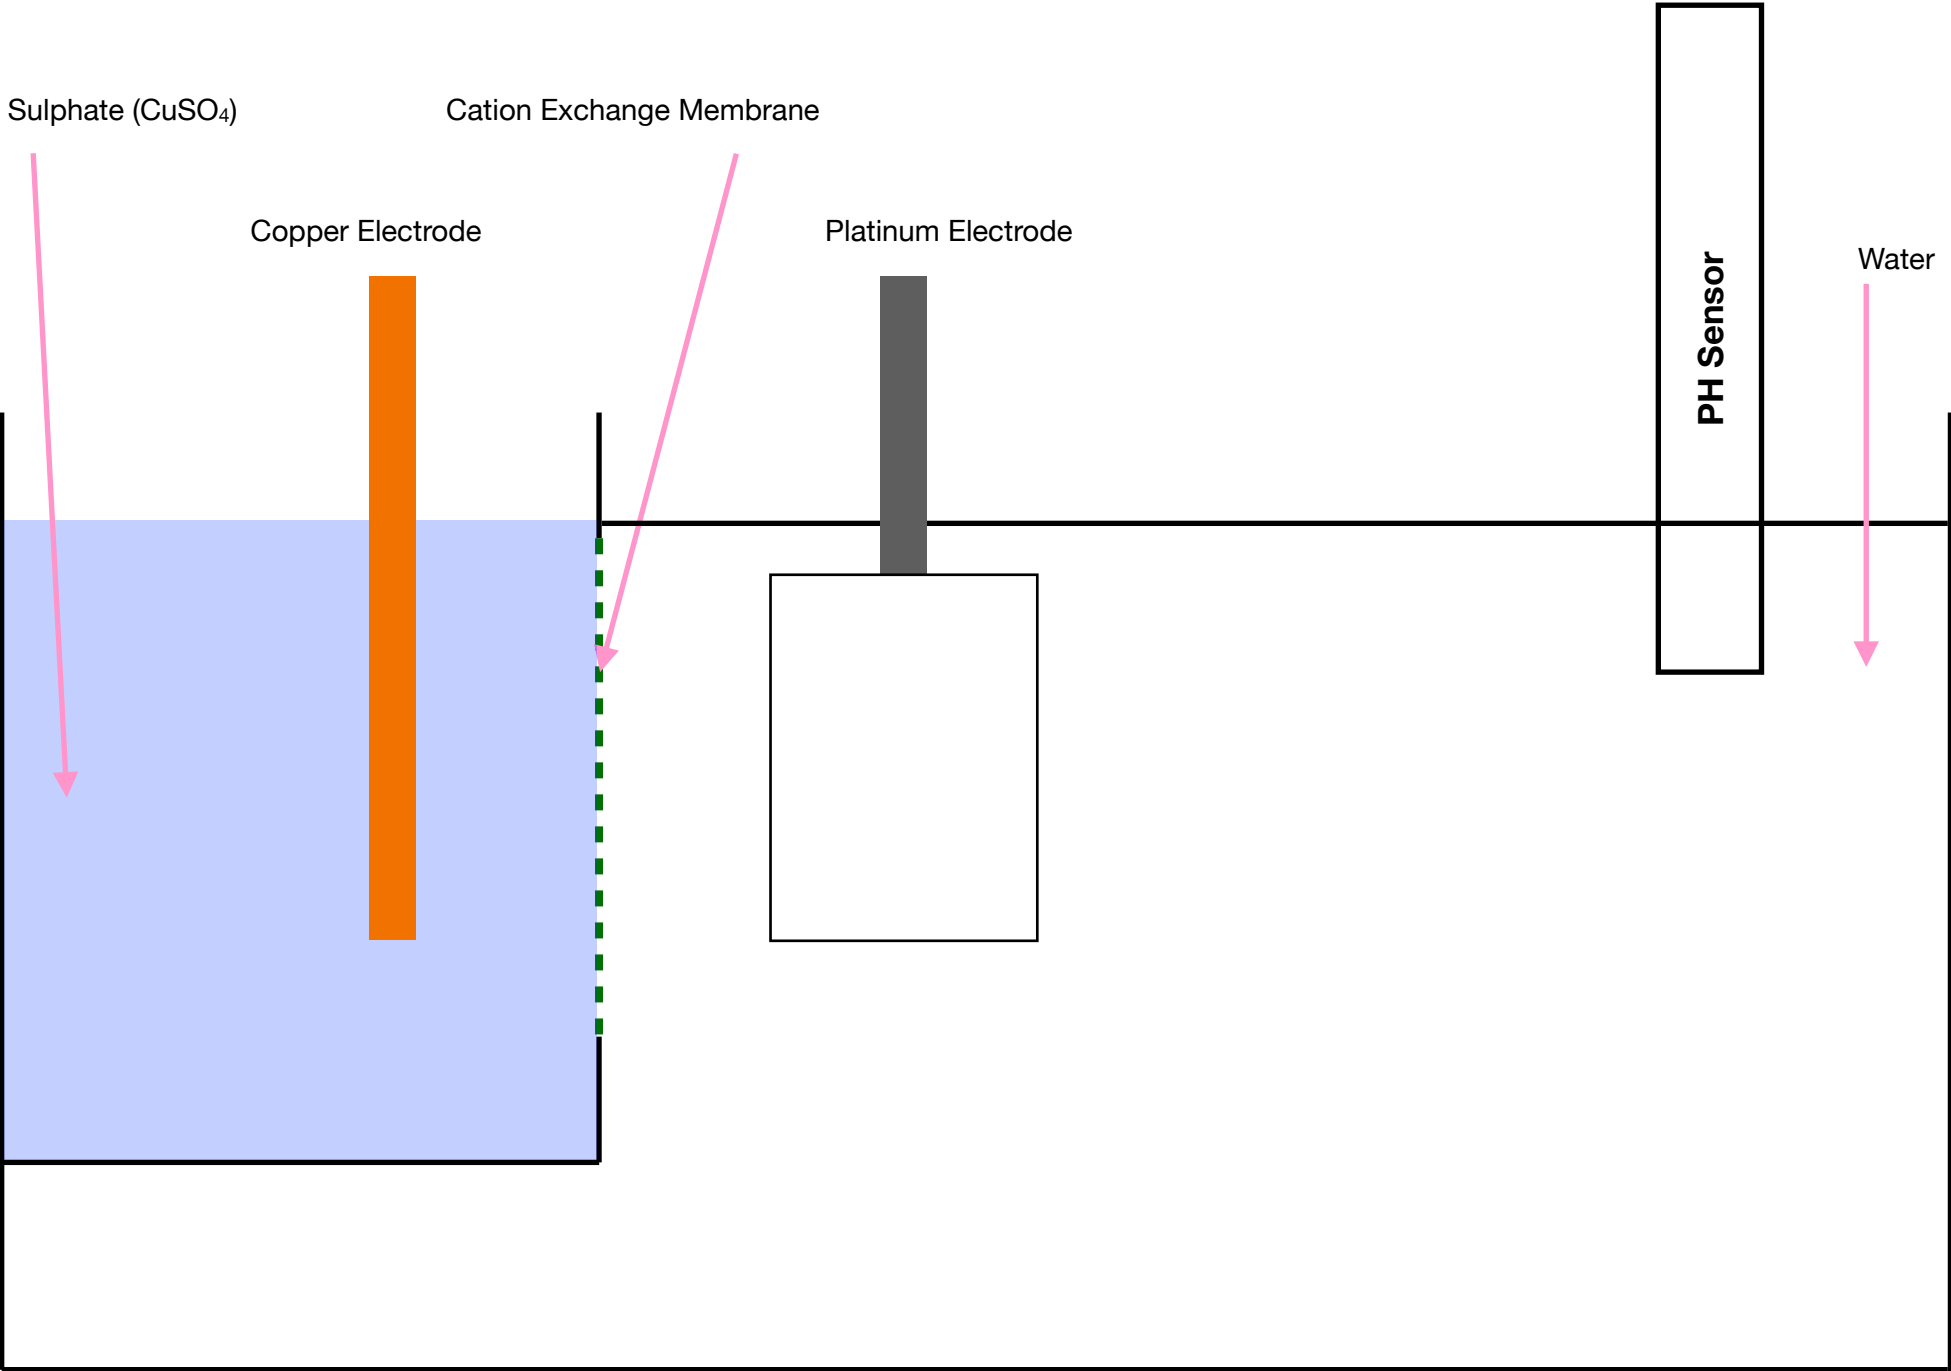 Sulphate (CuSO₄)
Cation Exchange Membrane
Copper Electrode
Platinum Electrode
PH Sensor
Water